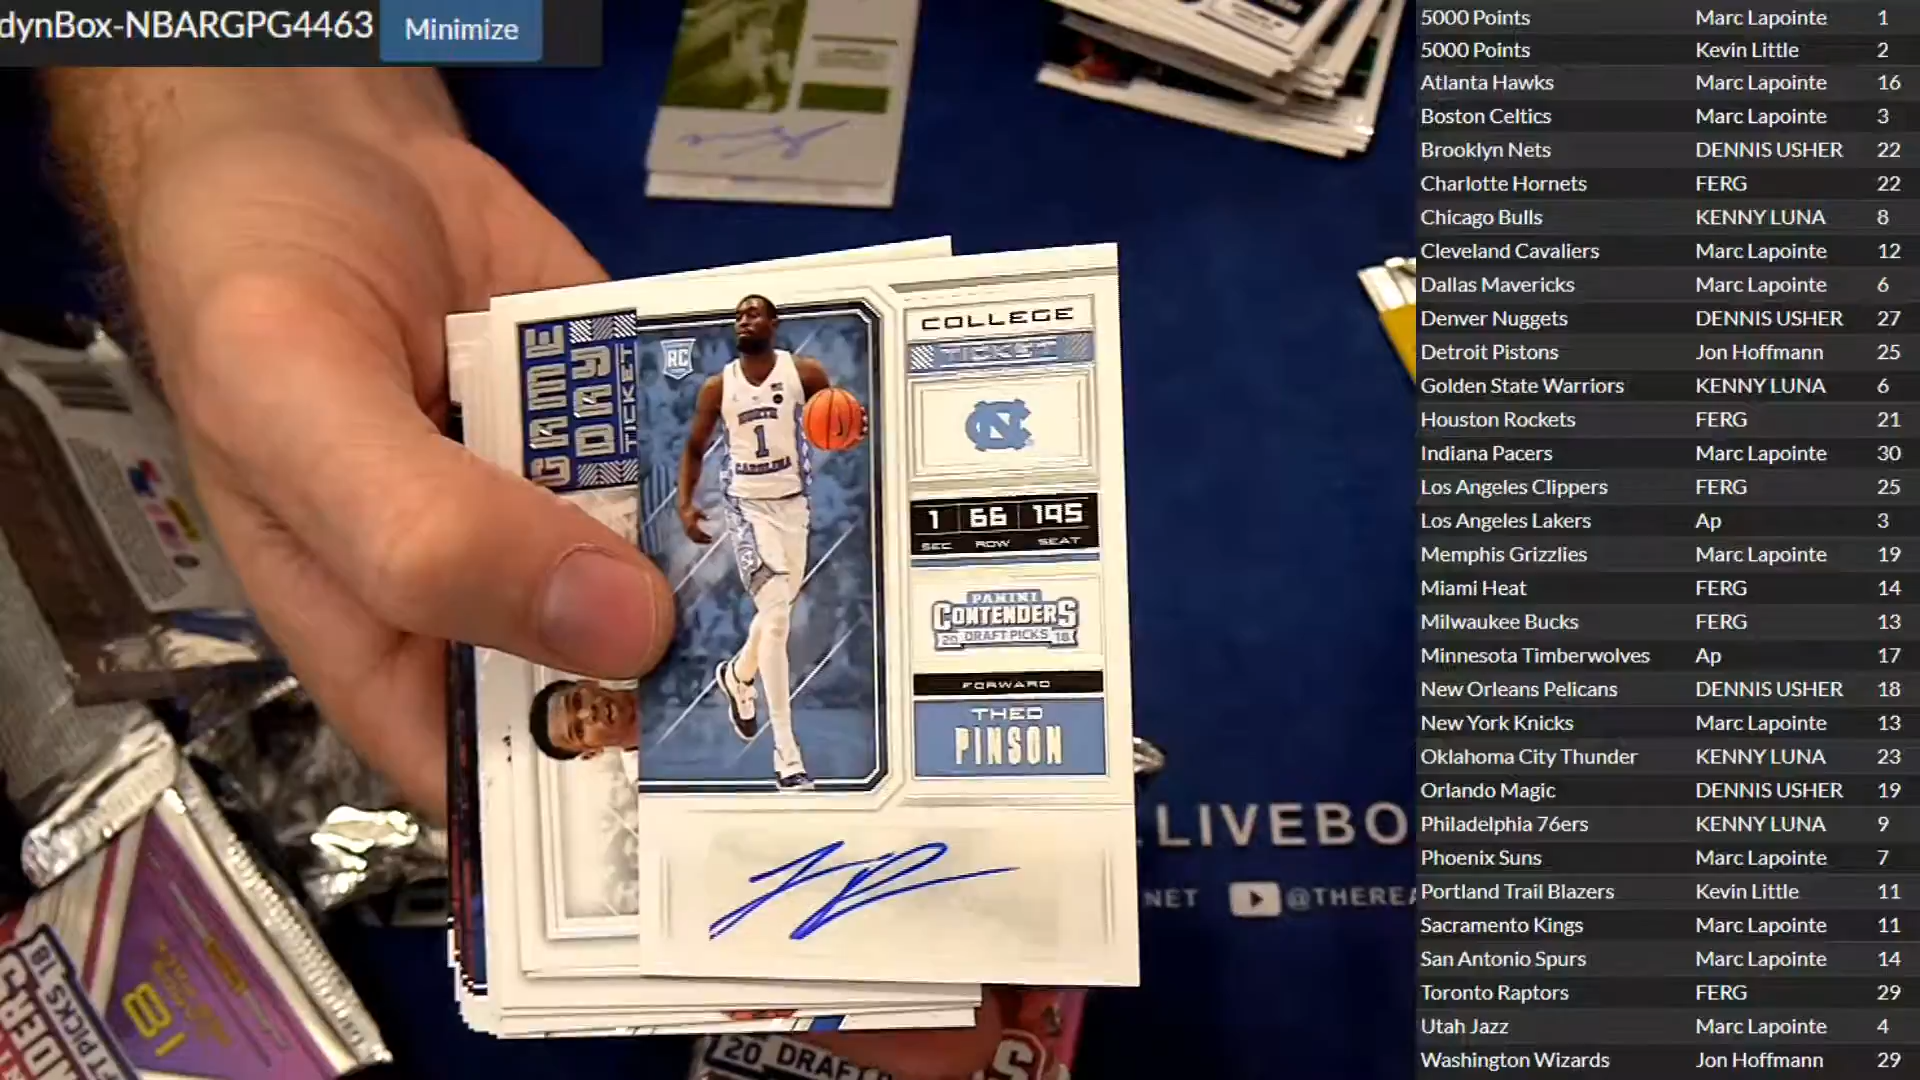 dynBox-NBARGPG4463
Minimize
5000 Points Marc Lapointe 1
5000 Points Kevin Little 2
Atlanta Hawks Marc Lapointe 16
Boston Celtics Marc Lapointe 3
Brooklyn Nets DENNIS USHER 22
Charlotte Hornets FERG 22
Chicago Bulls KENNY LUNA 8
Cleveland Cavaliers Marc Lapointe 12
Dallas Mavericks Marc Lapointe 6
Denver Nuggets DENNIS USHER 27
Detroit Pistons Jon Hoffmann 25
Golden State Warriors KENNY LUNA 6
Houston Rockets FERG 21
Indiana Pacers Marc Lapointe 30
Los Angeles Clippers FERG 25
Los Angeles Lakers Ap 3
Memphis Grizzlies Marc Lapointe 19
Miami Heat FERG 14
Milwaukee Bucks FERG 13
Minnesota Timberwolves Ap 17
New Orleans Pelicans DENNIS USHER 18
New York Knicks Marc Lapointe 13
Oklahoma City Thunder KENNY LUNA 23
Orlando Magic DENNIS USHER 19
Philadelphia 76ers KENNY LUNA 9
Phoenix Suns Marc Lapointe 7
Portland Trail Blazers Kevin Little 11
Sacramento Kings Marc Lapointe 11
San Antonio Spurs Marc Lapointe 14
Toronto Raptors FERG 29
Utah Jazz Marc Lapointe 4
Washington Wizards Jon Hoffmann 29
GAME
DAY
TICKET
RC
NORTH
1
CAROLINA
COLLEGE
TICKET
NC
1 66 195
SEC ROW SEAT
PANINI
CONTENDERS
20 DRAFT PICKS 18
FORWARD
THEO
PINSON
LIVEBO
NET @THEREA
20 DRAF
18